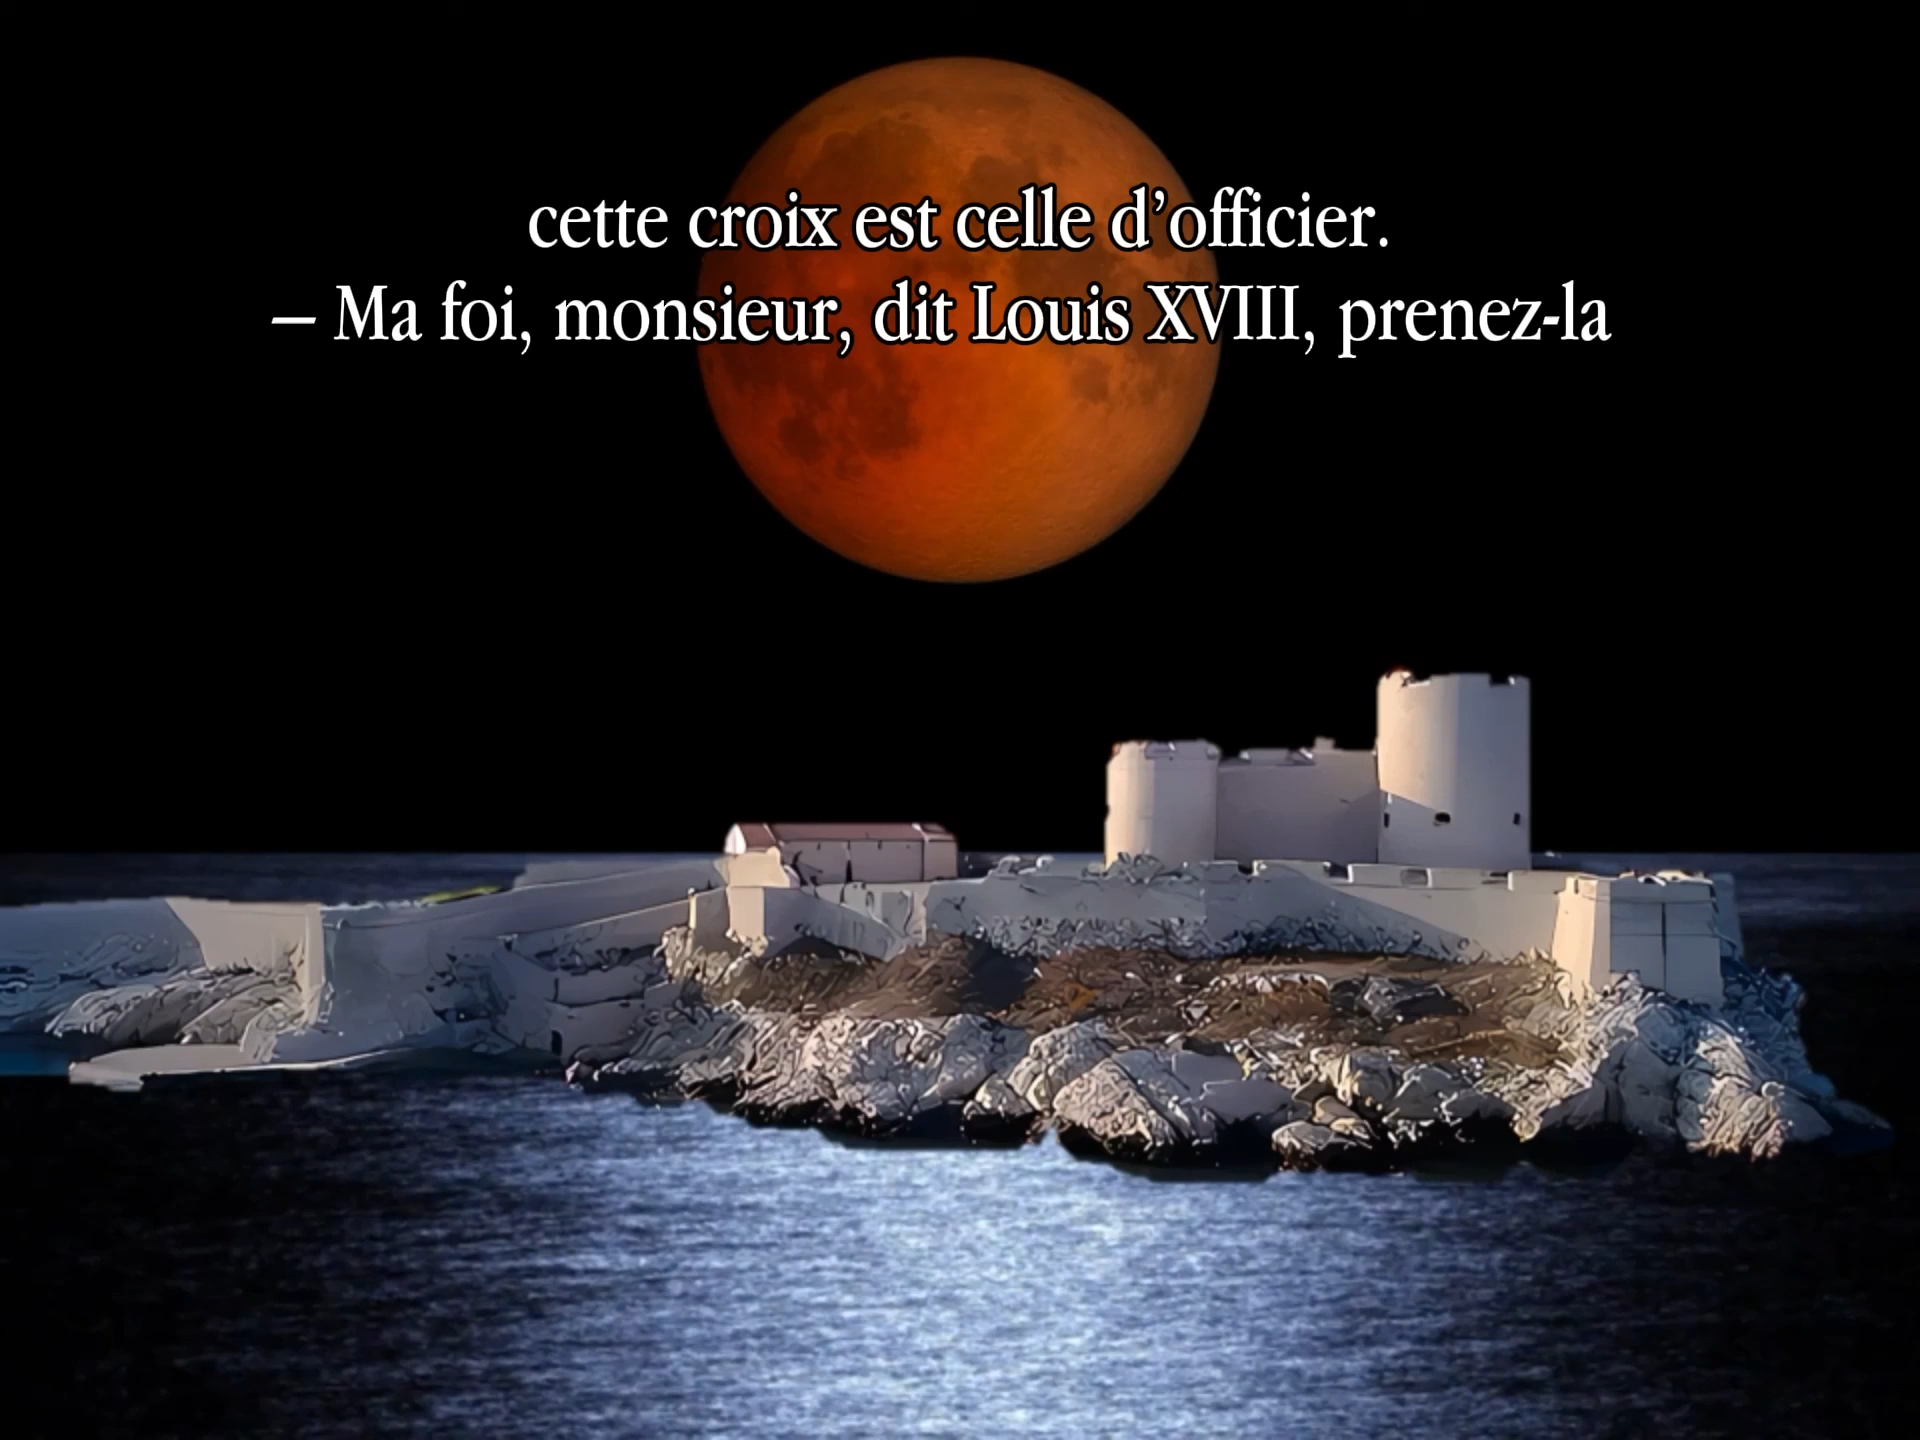 cette croix est celle d’officier.
– Ma foi, monsieur, dit Louis XVIII, prenez-la